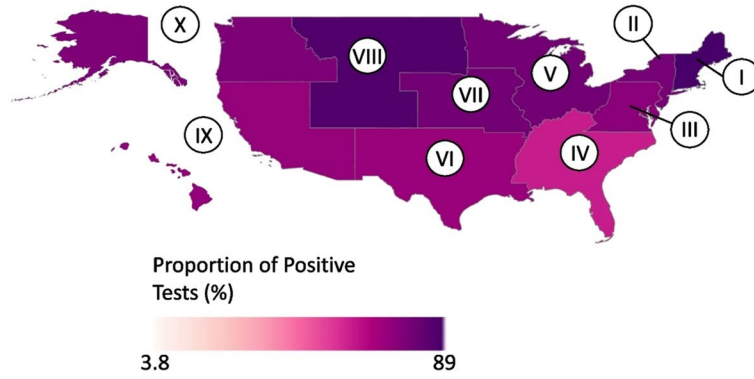 X
II
VIII
V
I
VII
IX
III
VI
IV
Proportion of Positive
Tests (%)
3.8
89